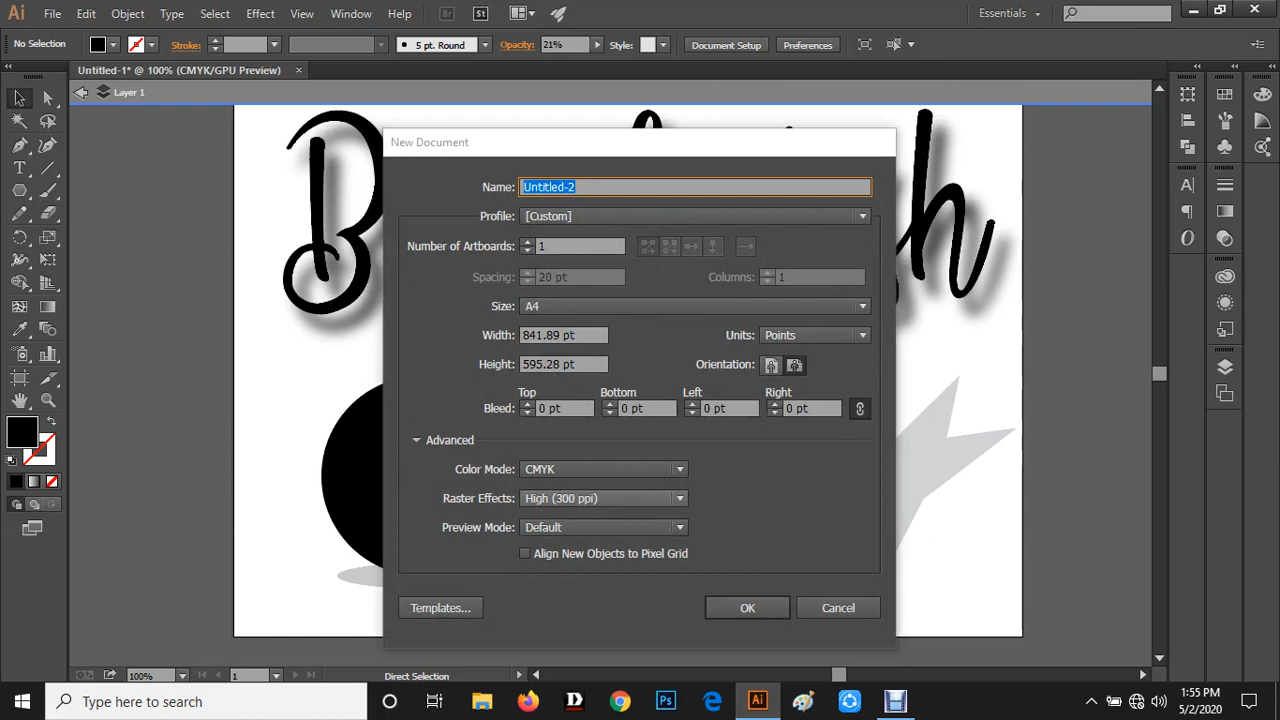 Ai File Edit Object Type Select Effect View Window Help Br St Essentials
No Selection Stroke: 5 pt. Round Opacity: 21% Style: Document Setup Preferences
Untitled-1* @ 100% (CMYK/GPU Preview) ×
Layer 1
New Document
Name: Untitled-2
Profile: [Custom]
Number of Artboards: 1
Spacing: 20 pt Columns: 1
Size: A4
Width: 841.89 pt Units: Points
Height: 595.28 pt Orientation:
Top Bottom Left Right
Bleed: 0 pt 0 pt 0 pt 0 pt
Advanced
Color Mode: CMYK
Raster Effects: High (300 ppi)
Preview Mode: Default
Align New Objects to Pixel Grid
Templates... OK Cancel
100% 1 Direct Selection
Type here to search Ps Ai 1:55 PM
5/2/2020